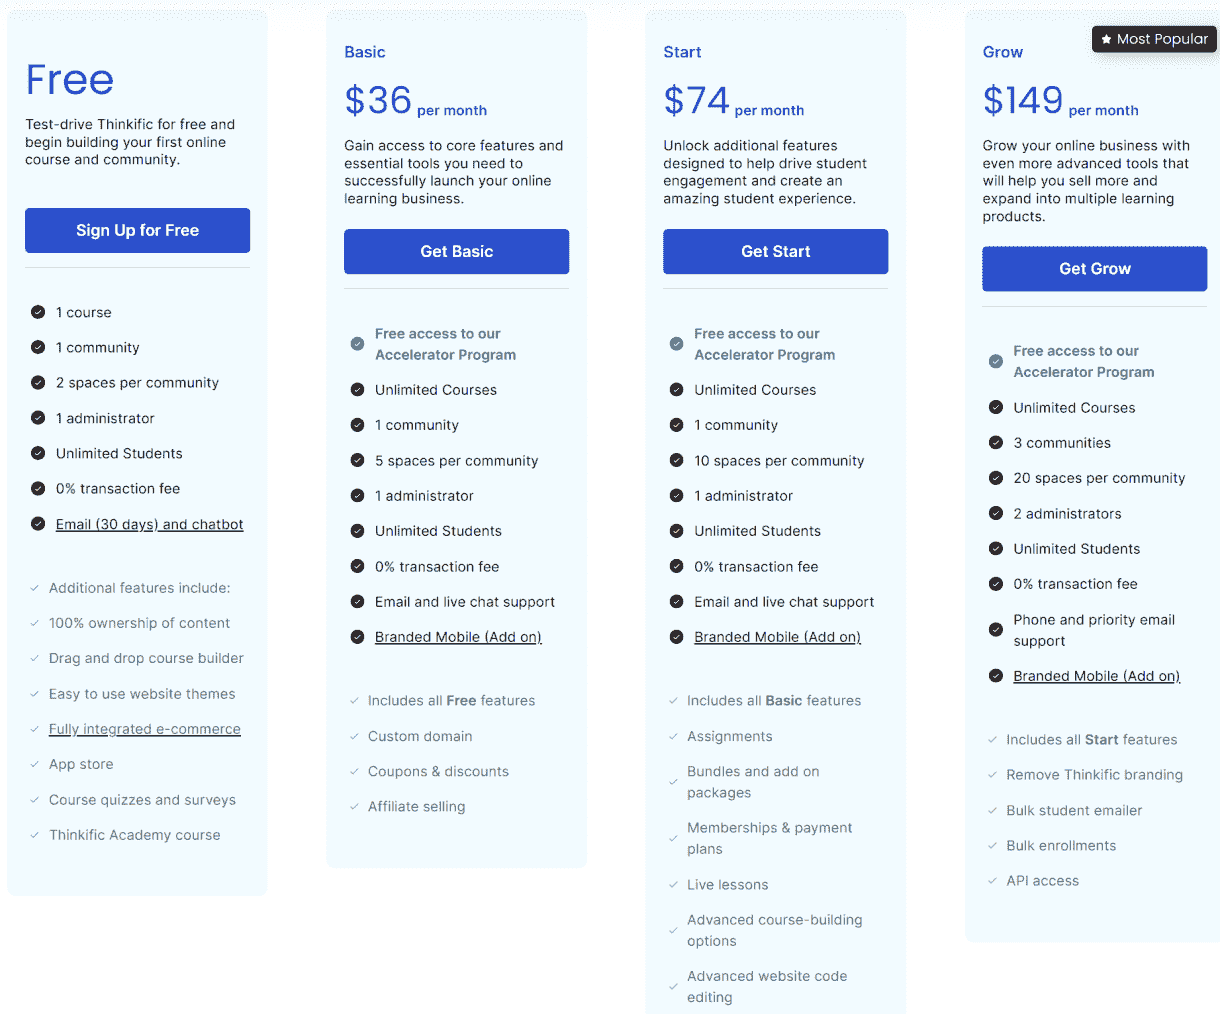 Free
Test-drive Thinkific for free and
begin building your first online
course and community.
Sign Up for Free
1 course
1 community
2 spaces per community
1 administrator
Unlimited Students
0% transaction fee
Email (30 days) and chatbot
Additional features include:
100% ownership of content
Drag and drop course builder
Easy to use website themes
Fully integrated e-commerce
App store
Course quizzes and surveys
Thinkific Academy course
Basic
$36 per month
Gain access to core features and
essential tools you need to
successfully launch your online
learning business.
Get Basic
Free access to our
Accelerator Program
Unlimited Courses
1 community
5 spaces per community
1 administrator
Unlimited Students
0% transaction fee
Email and live chat support
Branded Mobile (Add on)
Includes all Free features
Custom domain
Coupons & discounts
Affiliate selling
Start
$74 per month
Unlock additional features
designed to help drive student
engagement and create an
amazing student experience.
Get Start
Free access to our
Accelerator Program
Unlimited Courses
1 community
10 spaces per community
1 administrator
Unlimited Students
0% transaction fee
Email and live chat support
Branded Mobile (Add on)
Includes all Basic features
Assignments
Bundles and add on
packages
Memberships & payment
plans
Live lessons
Advanced course-building
options
Advanced website code
editing
Most Popular
Grow
$149 per month
Grow your online business with
even more advanced tools that
will help you sell more and
expand into multiple learning
products.
Get Grow
Free access to our
Accelerator Program
Unlimited Courses
3 communities
20 spaces per community
2 administrators
Unlimited Students
0% transaction fee
Phone and priority email
support
Branded Mobile (Add on)
Includes all Start features
Remove Thinkific branding
Bulk student emailer
Bulk enrollments
API access